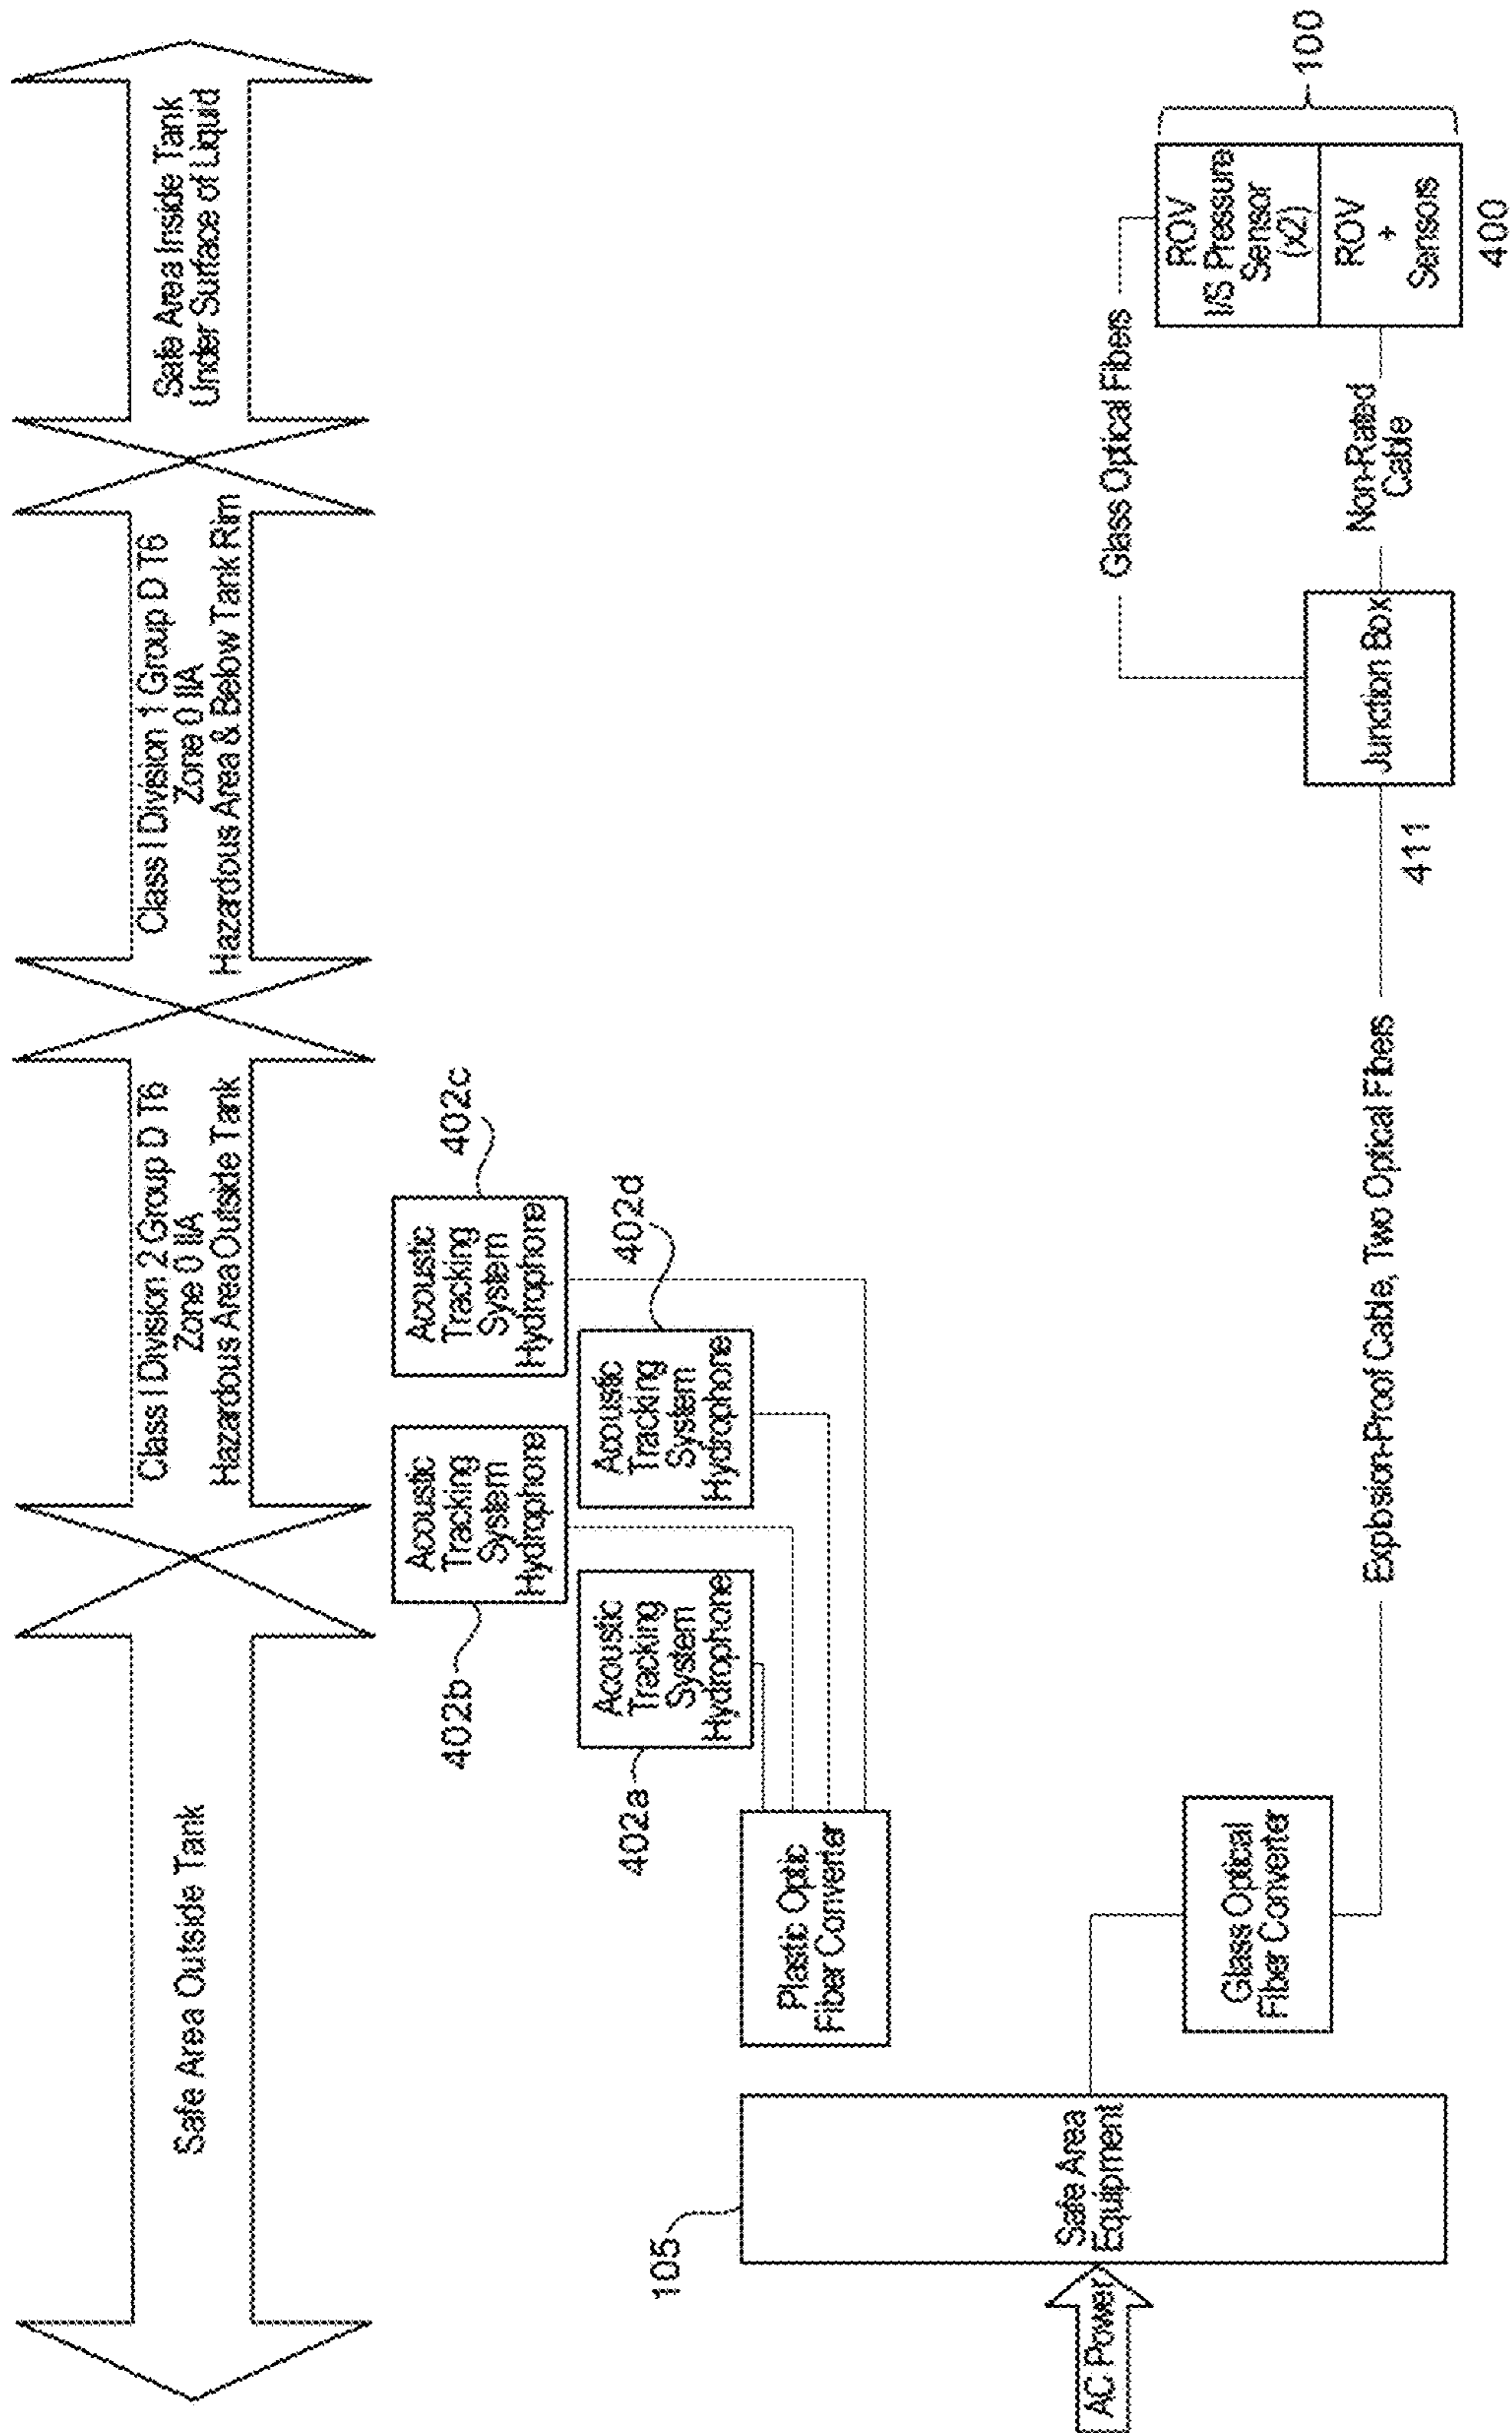 Safe Area Outside Tank
Class I Division 2 Group D T6
Zone 0 IIA
Hazardous Area Outside Tank
Class I Division 1 Group D T6
Zone 0 IIA
Hazardous Area & Below Tank Rim
Safe Area Inside Tank
Under Surface of Liquid
402b
Acoustic
Tracking
System
Hydrophone
Acoustic
Tracking
System
Hydrophone
402c
402a
Acoustic
Tracking
System
Hydrophone
Acoustic
Tracking
System
Hydrophone
402d
Plastic Optic
Fiber Converter
105
AC Power
Safe Area
Equipment
Glass Optical
Fiber Converter
Explosion-Proof Cable, Two Optical Fibers
Junction Box
411
Glass Optical Fibers
Non-Rated
Cable
ROV
I/S Pressure
Sensor
(x2)
ROV
+
Sensors
100
400